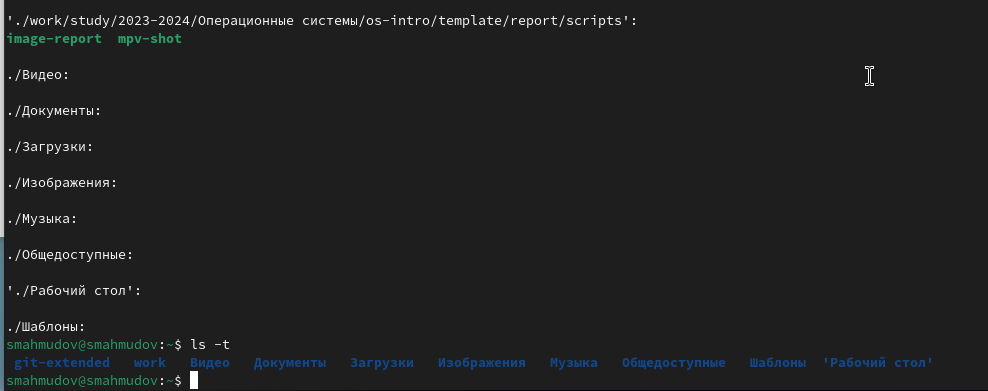 './work/study/2023-2024/Операционные системы/os-intro/template/report/scripts':
image-report  mpv-shot
./Видео:
./Документы:
./Загрузки:
./Изображения:
./Музыка:
./Общедоступные:
'./Рабочий стол':
./Шаблоны:
smahmudov@smahmudov:~$ ls -t
git-extended  work  Видео  Документы  Загрузки  Изображения  Музыка  Общедоступные  Шаблоны  'Рабочий стол'
smahmudov@smahmudov:~$